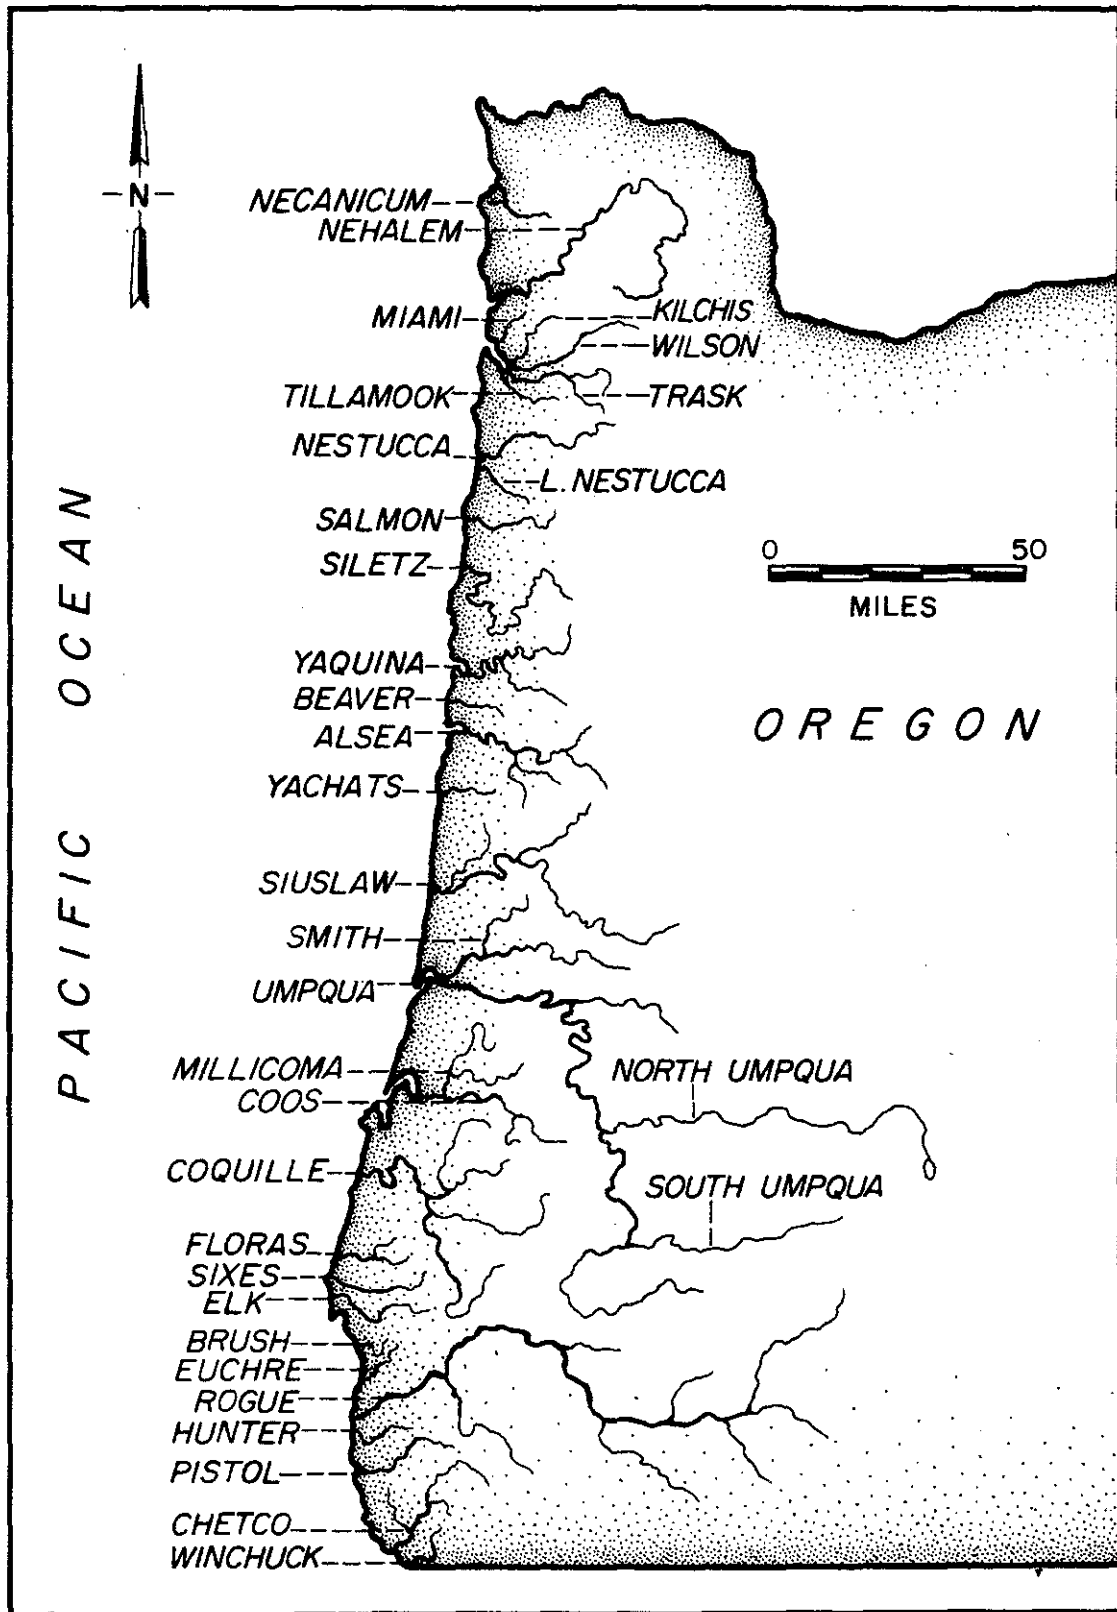 N
NECANICUM
NEHALEM
MIAMI
KILCHIS
WILSON
TILLAMOOK
TRASK
NESTUCCA
L. NESTUCCA
SALMON
SILETZ
0 50
MILES
YAQUINA
BEAVER
ALSEA
OREGON
YACHATS
PACIFIC OCEAN
SIUSLAW
SMITH
UMPQUA
MILLICOMA
COOS
NORTH UMPQUA
COQUILLE
SOUTH UMPQUA
FLORAS
SIXES
ELK
BRUSH
EUCHRE
ROGUE
HUNTER
PISTOL
CHETCO
WINCHUCK